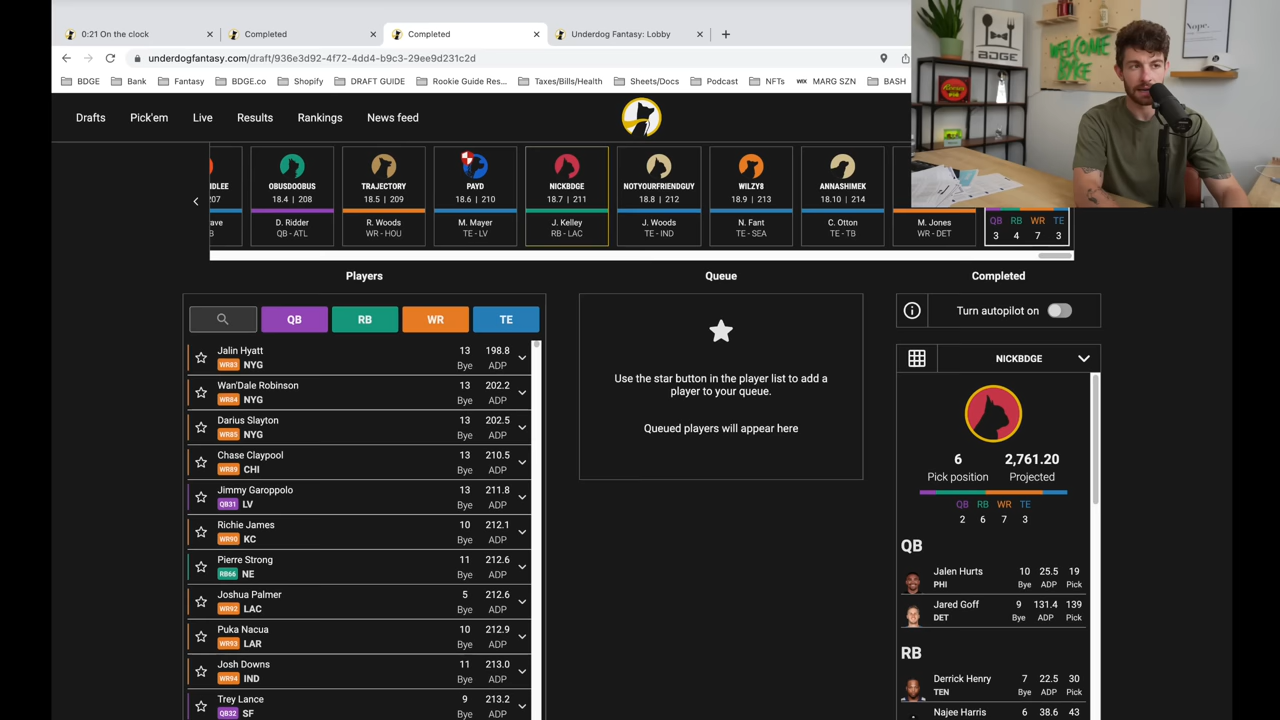 0:21 On the clock
Completed
Completed
Underdog Fantasy: Lobby
underdogfantasy.com/draft/936e3d92-4f72-4dd4-b9c3-29ee9d231c2d
BDGE
Bank
Fantasy
BDGE.co
Shopify
DRAFT GUIDE
Rookie Guide Res...
Taxes/Bills/Health
Sheets/Docs
Podcast
NFTs
WIX MARG SZN
BASH
BDGE
WELCOME
BYKE
Reese's
Nope.
Drafts
Pick'em
Live
Results
Rankings
News feed
OBUSDOOBUS
18.4 | 208
D. Ridder
QB - ATL
TRAJECTORY
18.5 | 209
R. Woods
WR - HOU
PAYD
18.6 | 210
M. Mayer
TE - LV
NICKBDGE
18.7 | 211
J. Kelley
RB - LAC
NOTYOURFRIENDGUY
18.8 | 212
J. Woods
TE - IND
WILZY8
18.9 | 213
N. Fant
TE - SEA
ANNASHIMEK
18.10 | 214
C. Otton
TE - TB
M. Jones
WR - DET
QB RB WR TE
3 4 7 3
Players
Queue
Completed
QB
RB
WR
TE
Jalin Hyatt
WR83 NYG
13 Bye
198.8 ADP
Wan'Dale Robinson
WR84 NYG
13 Bye
202.2 ADP
Darius Slayton
WR85 NYG
13 Bye
202.5 ADP
Chase Claypool
WR89 CHI
13 Bye
210.5 ADP
Jimmy Garoppolo
QB31 LV
13 Bye
211.8 ADP
Richie James
WR90 KC
10 Bye
212.1 ADP
Pierre Strong
RB66 NE
11 Bye
212.6 ADP
Joshua Palmer
WR92 LAC
5 Bye
212.6 ADP
Puka Nacua
WR93 LAR
10 Bye
212.9 ADP
Josh Downs
WR94 IND
11 Bye
213.0 ADP
Trey Lance
QB32 SF
9 Bye
213.2 ADP
Use the star button in the player list to add a
player to your queue.
Queued players will appear here
Turn autopilot on
NICKBDGE
6
Pick position
2,761.20
Projected
QB RB WR TE
2 6 7 3
QB
Jalen Hurts 10 25.5 19
PHI Bye ADP Pick
Jared Goff 9 131.4 139
DET Bye ADP Pick
RB
Derrick Henry 7 22.5 30
TEN Bye ADP Pick
Najee Harris 6 38.6 43